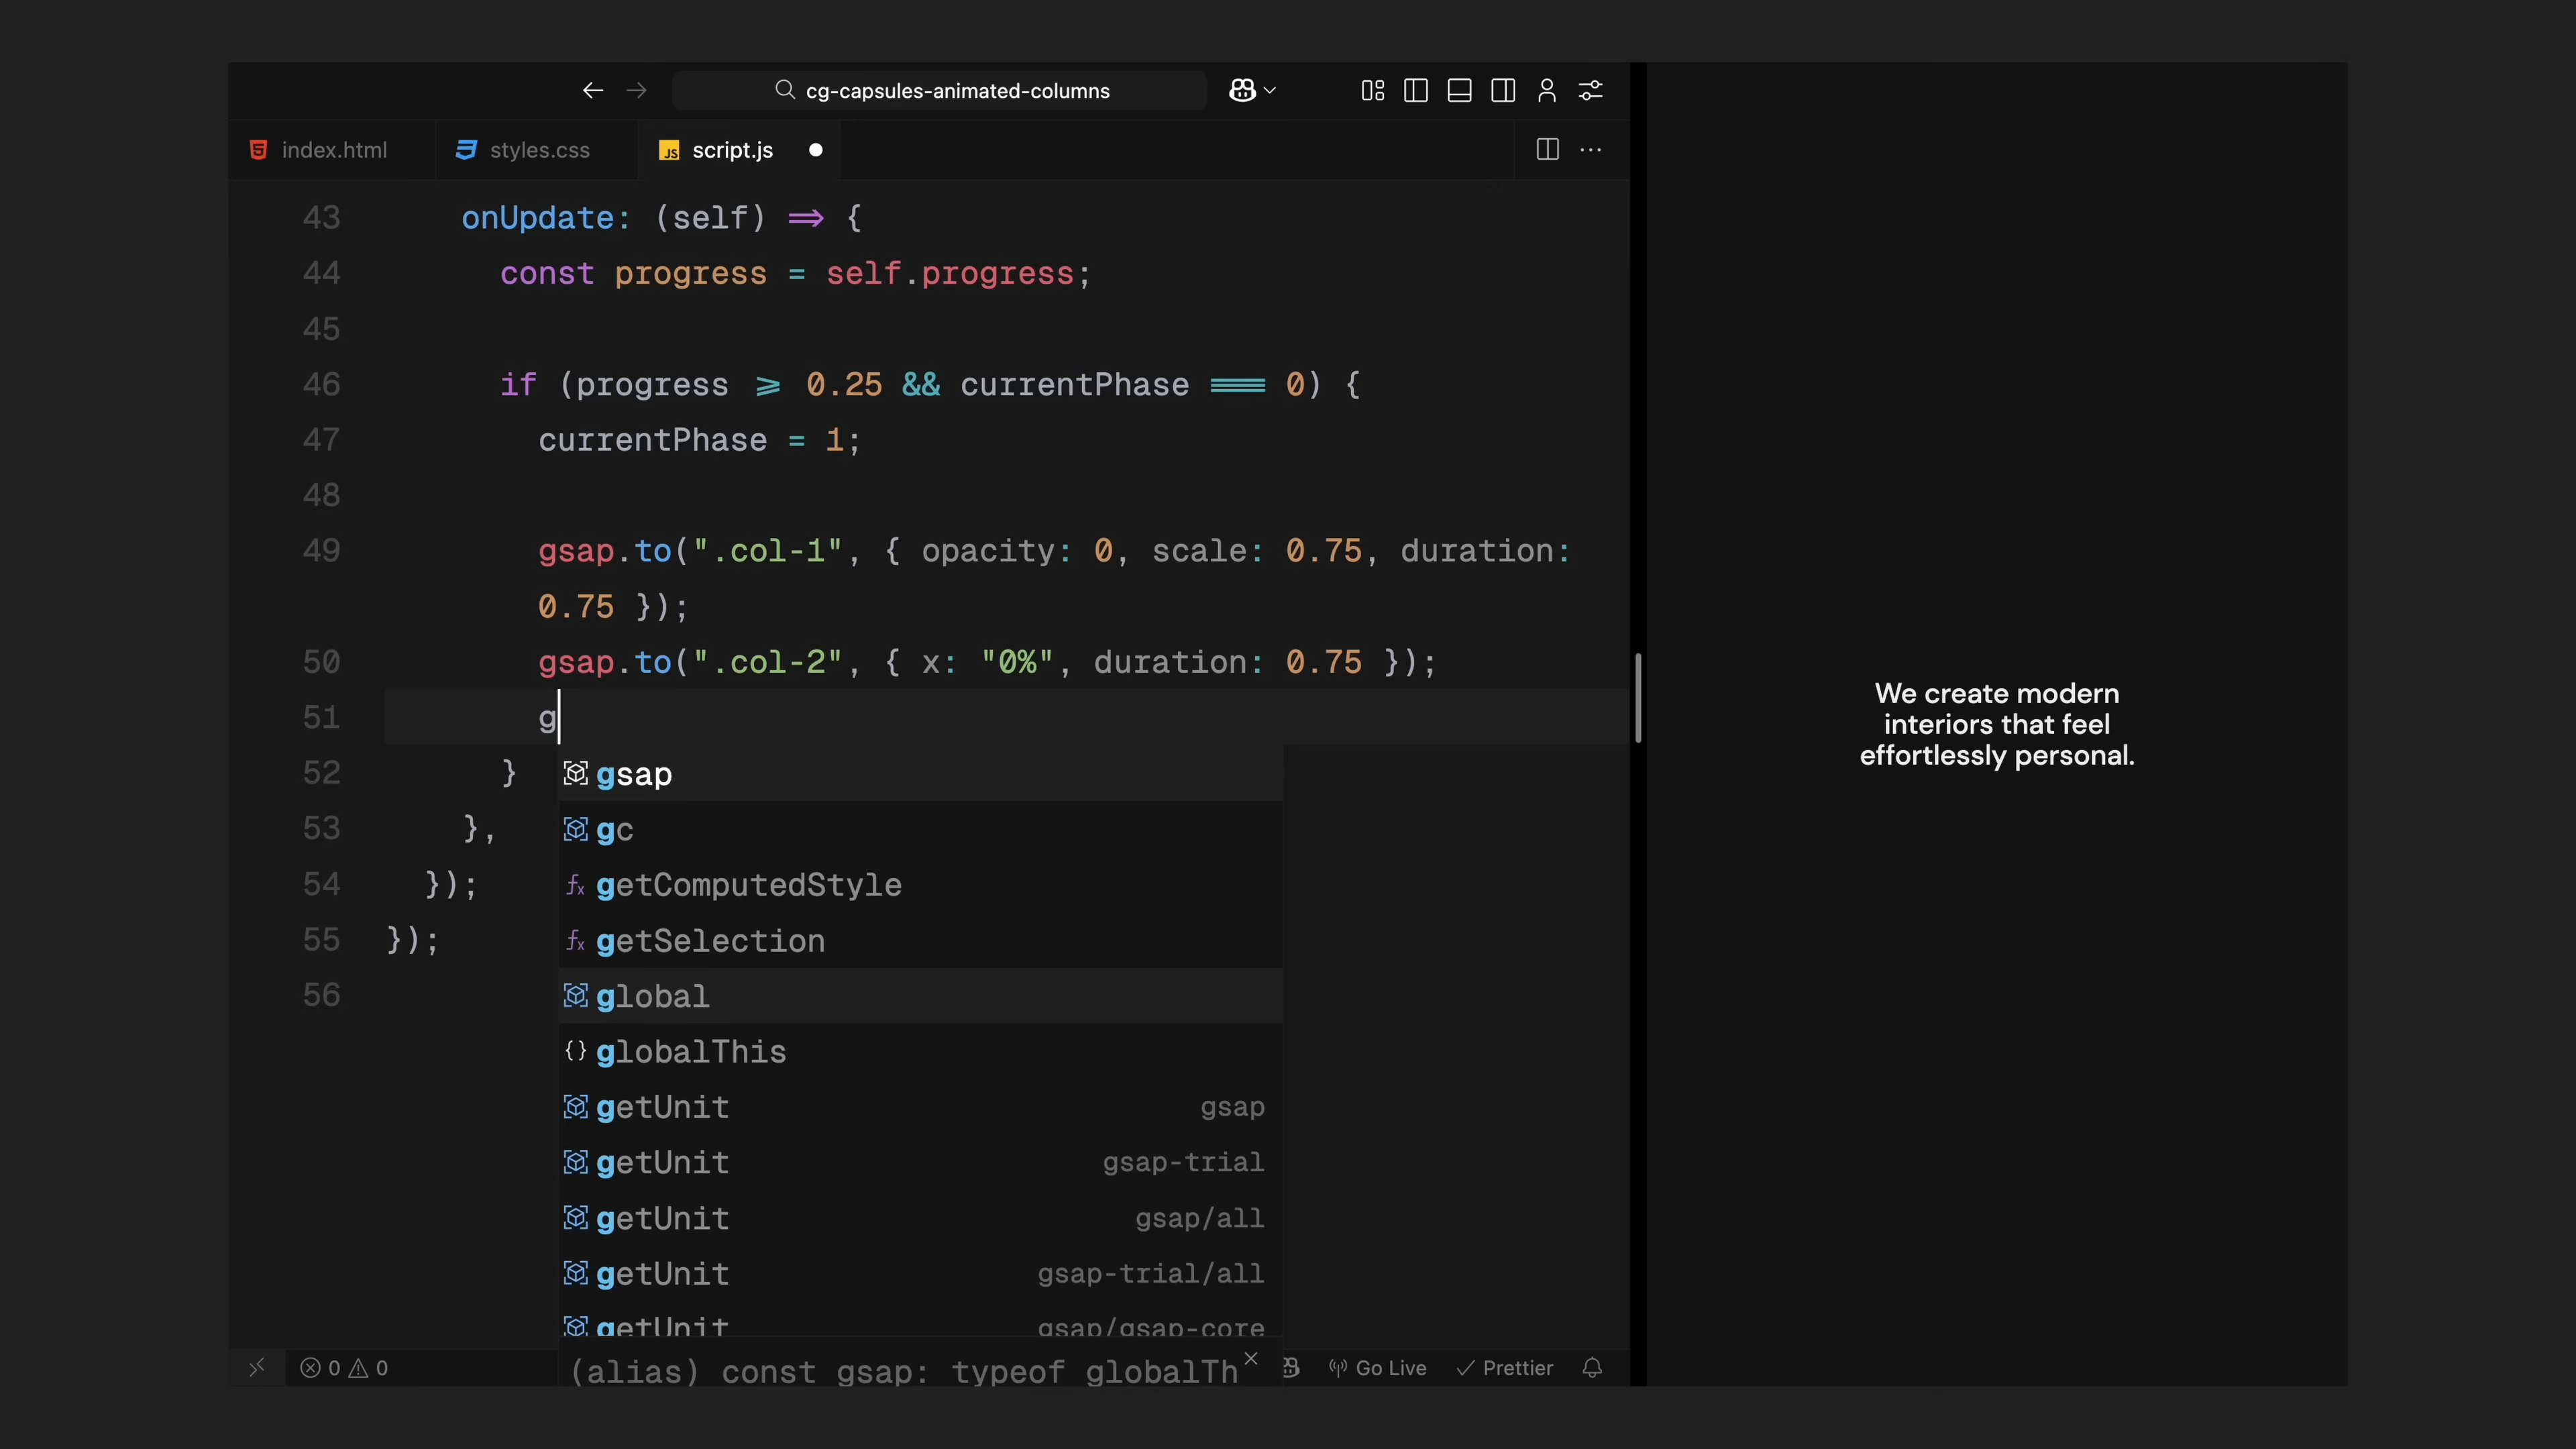 cg-capsules-animated-columns
index.html
styles.css
script.js
43 onUpdate: (self) => {
44 const progress = self.progress;
45
46 if (progress >= 0.25 && currentPhase === 0) {
47 currentPhase = 1;
48
49 gsap.to(".col-1", { opacity: 0, scale: 0.75, duration:
0.75 });
50 gsap.to(".col-2", { x: "0%", duration: 0.75 });
51 g
52 }
53 },
54 });
55 });
56
gsap
gc
getComputedStyle
getSelection
global
globalThis
getUnit gsap
getUnit gsap-trial
getUnit gsap/all
getUnit gsap-trial/all
getUnit gsap/gsap-core
(alias) const gsap: typeof globalTh
0 0
Go Live
Prettier
We create modern
interiors that feel
effortlessly personal.